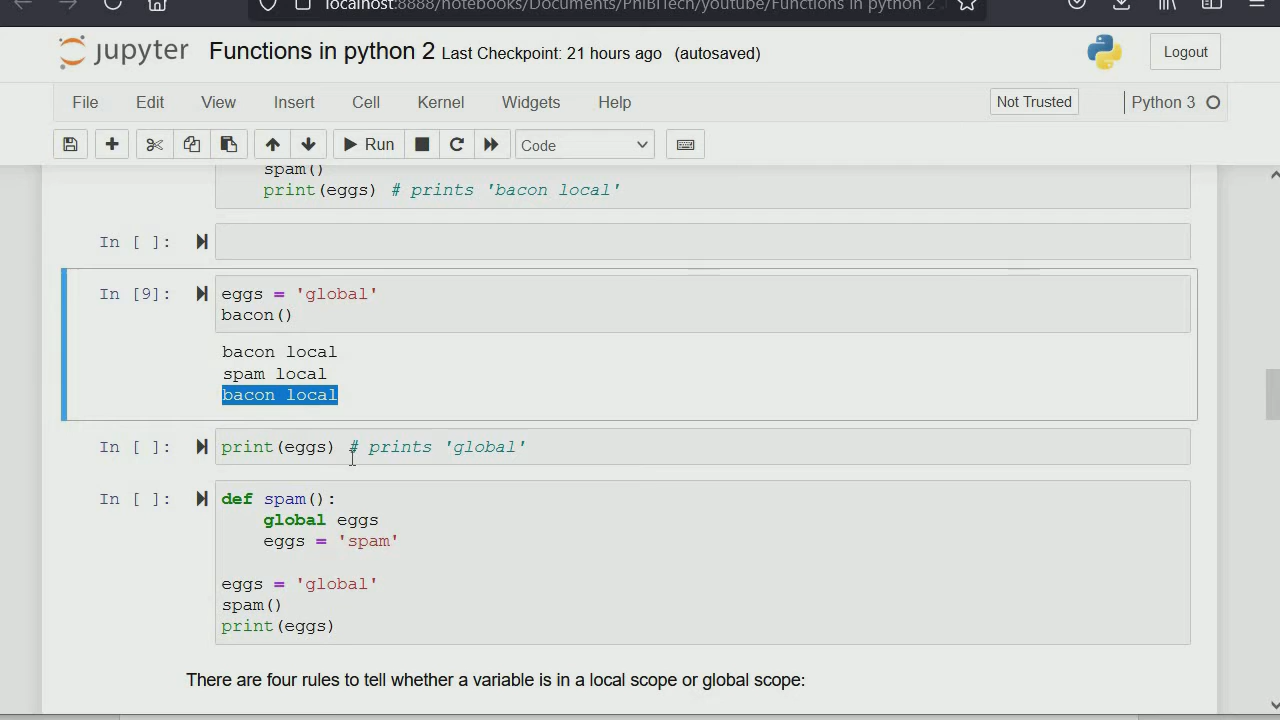 localhost:8888/notebooks/Documents/PhiBiTech/youtube/Functions in python 2
jupyter Functions in python 2 Last Checkpoint: 21 hours ago (autosaved) Logout
File Edit View Insert Cell Kernel Widgets Help Not Trusted Python 3
Run Code
spam()
print(eggs) # prints 'bacon local'
In [ ]:
In [9]: eggs = 'global'
bacon()
bacon local
spam local
bacon local
In [ ]: print(eggs) # prints 'global'
In [ ]: def spam():
global eggs
eggs = 'spam'
eggs = 'global'
spam()
print(eggs)
There are four rules to tell whether a variable is in a local scope or global scope: